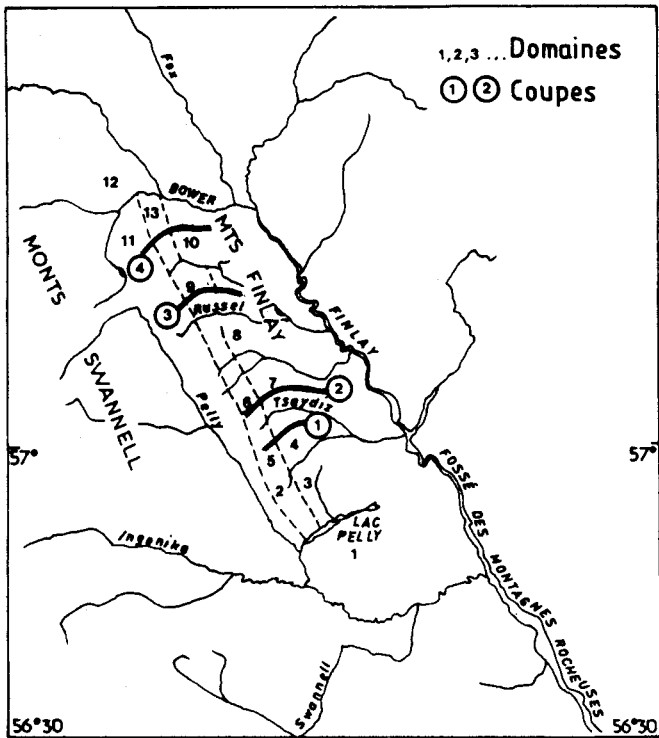 1,2,3 ... Domaines
① ② Coupes
Fox
12
BOWER
13
11
10
MTS
FINLAY
MONTS
④
9
③
Russel
8
FINLAY
SWANNELL
Pelly
7
②
6
Tseydiz
①
5
4
57°
57°
2
3
LAC
PELLY
1
Ingenika
FOSSÉ DES MONTAGNES ROCHEUSES
Swannell
56°30
56°30